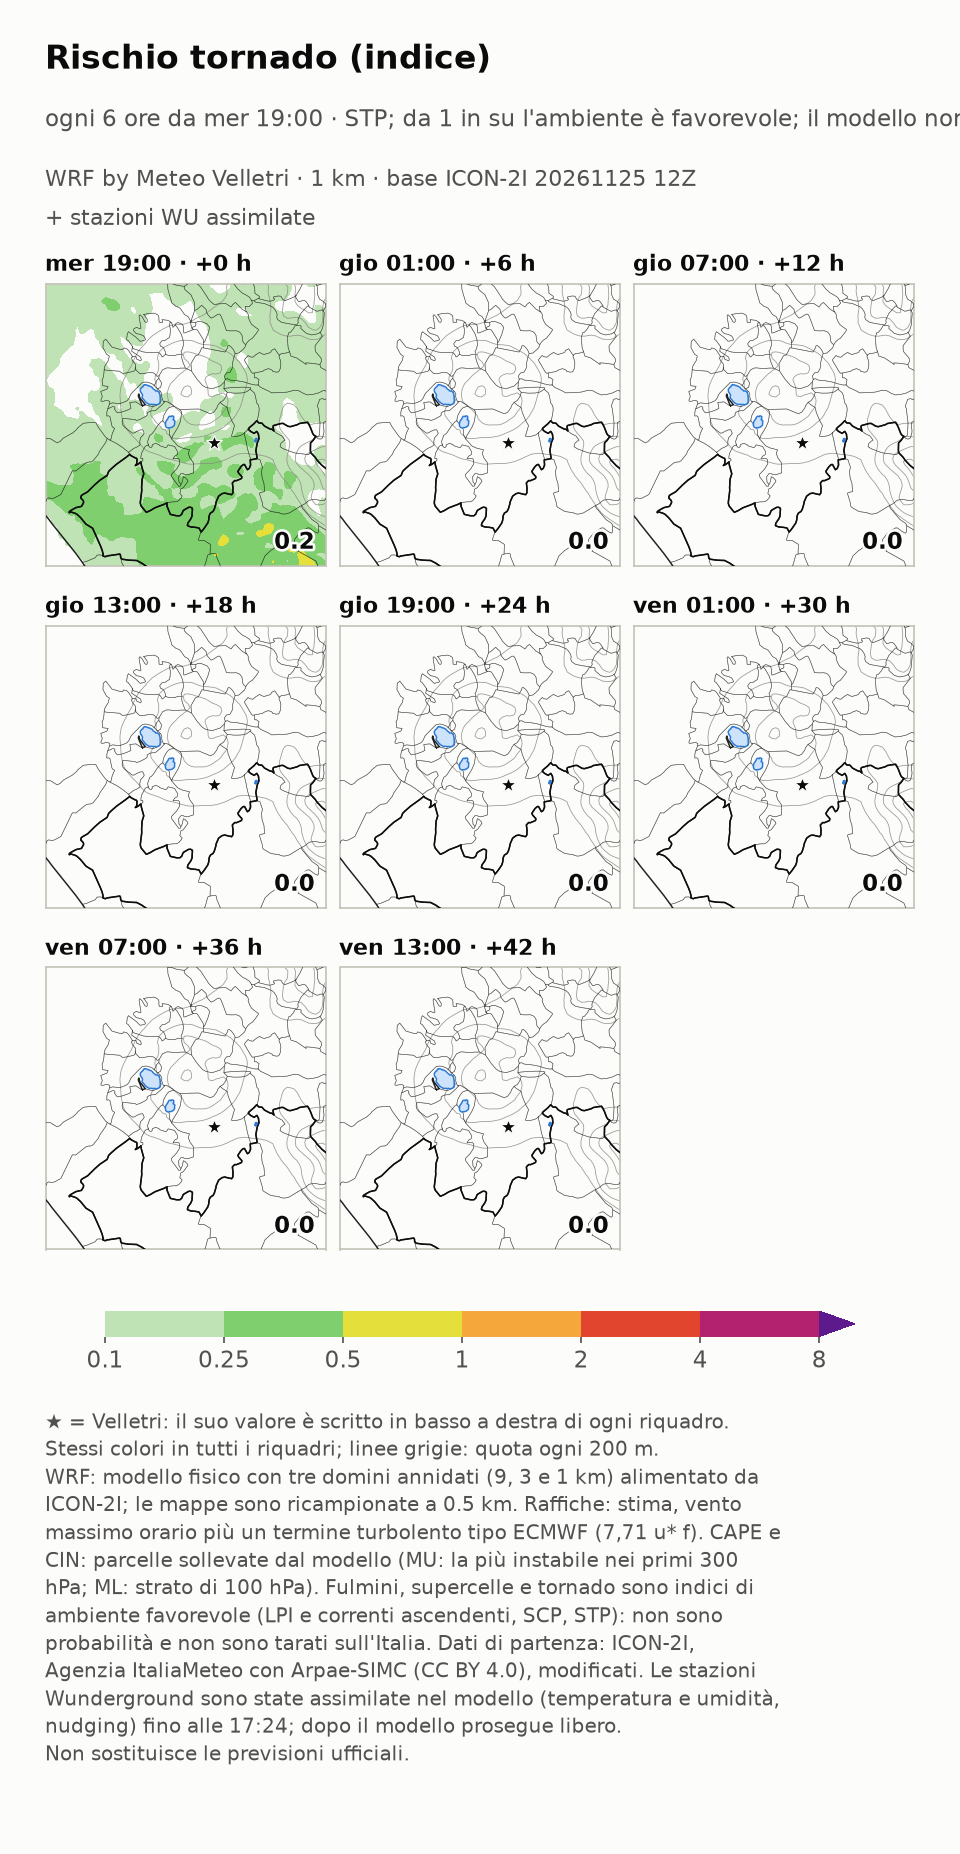 Rischio tornado (indice)
ogni 6 ore da mer 19:00 · STP; da 1 in su l'ambiente è favorevole; il modello
WRF by Meteo Velletri · 1 km · base ICON-2I 20261125 12Z
+ stazioni WU assimilate
mer 19:00 · +0 h
gio 01:00 · +6 h
gio 07:00 · +12 h
0.2
0.0
0.0
gio 13:00 · +18 h
gio 19:00 · +24 h
ven 01:00 · +30 h
0.0
0.0
0.0
ven 07:00 · +36 h
ven 13:00 · +42 h
0.0
0.0
0.1
0.25
0.5
1
2
4
8
★ = Velletri: il suo valore è scritto in basso a destra di ogni riquadro.
Stessi colori in tutti i riquadri; linee grigie: quota ogni 200 m.
WRF: modello fisico con tre domini annidati (9, 3 e 1 km) alimentato da
ICON-2I; le mappe sono ricampionate a 0.5 km. Raffiche: stima, vento
massimo orario più un termine turbolento tipo ECMWF (7,71 u* f). CAPE e
CIN: parcelle sollevate dal modello (MU: la più instabile nei primi 300
hPa; ML: strato di 100 hPa). Fulmini, supercelle e tornado sono indici di
ambiente favorevole (LPI e correnti ascendenti, SCP, STP): non sono
probabilità e non sono tarati sull'Italia. Dati di partenza: ICON-2I,
Agenzia ItaliaMeteo con Arpae-SIMC (CC BY 4.0), modificati. Le stazioni
Wunderground sono state assimilate nel modello (temperatura e umidità,
nudging) fino alle 17:24; dopo il modello prosegue libero.
Non sostituisce le previsioni ufficiali.